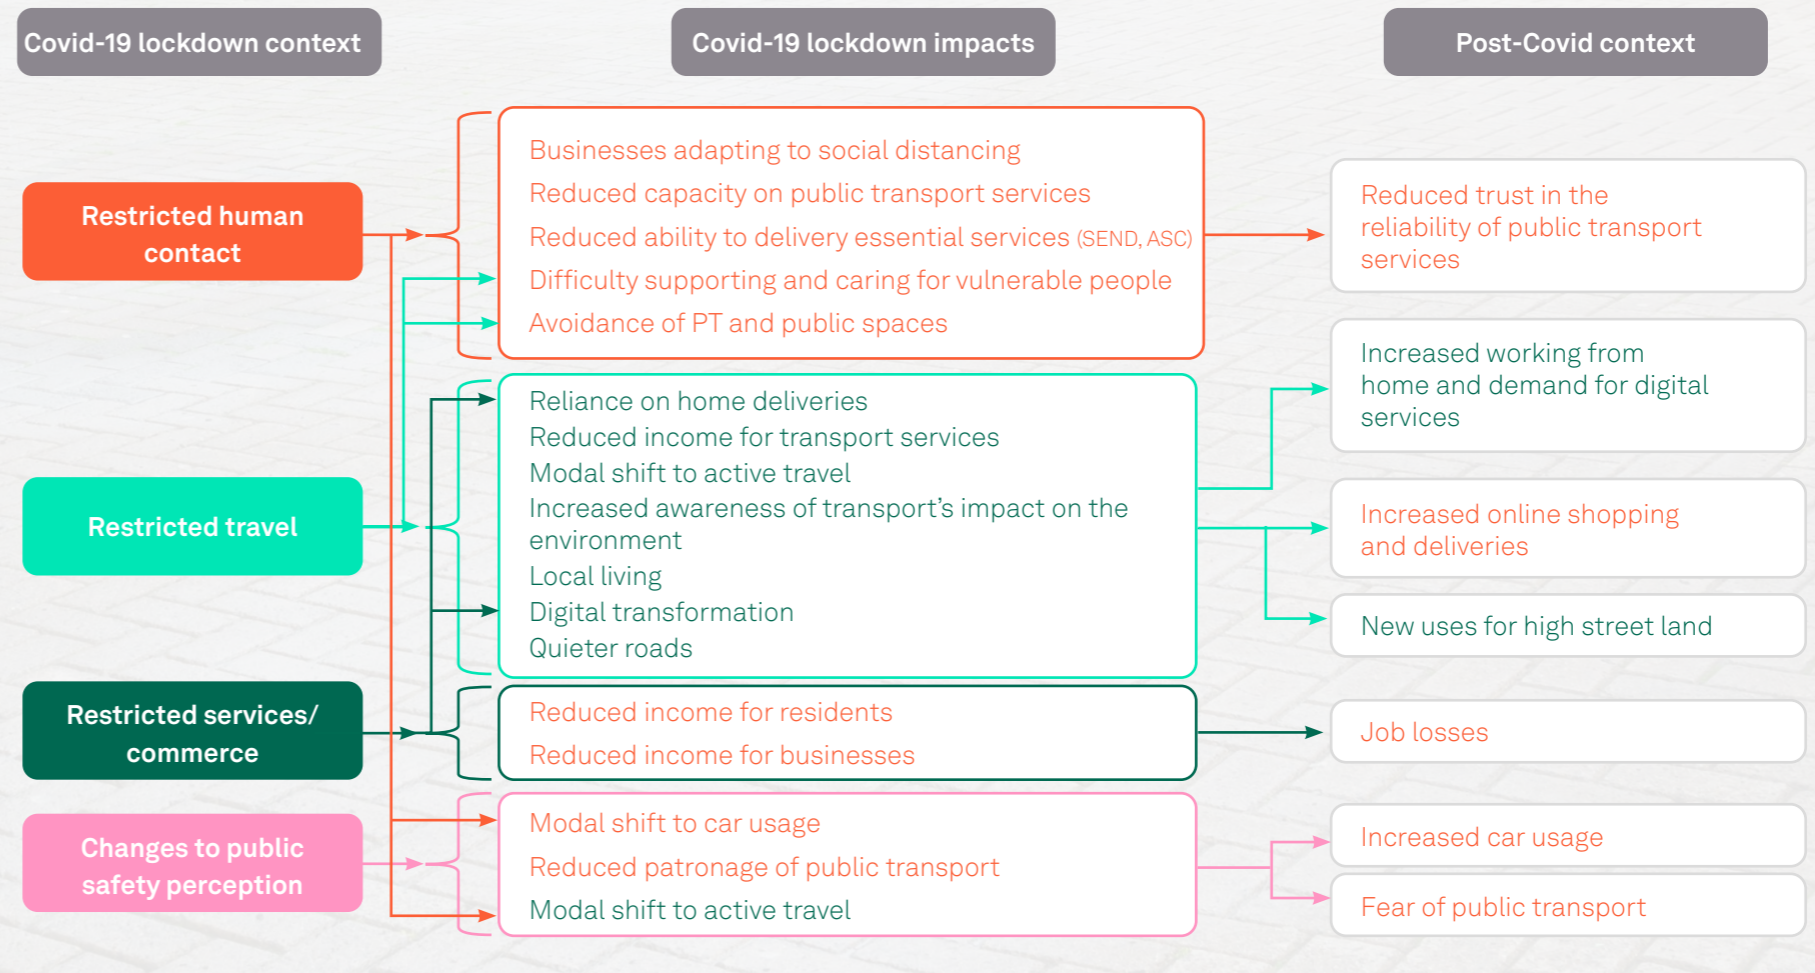 Covid-19 lockdown context
Covid-19 lockdown impacts
Post-Covid context
Restricted human
contact
Businesses adapting to social distancing
Reduced capacity on public transport services
Reduced ability to delivery essential services (SEND, ASC)
Difficulty supporting and caring for vulnerable people
Avoidance of PT and public spaces
Reduced trust in the
reliability of public transport
services
Restricted travel
Reliance on home deliveries
Reduced income for transport services
Modal shift to active travel
Increased awareness of transport’s impact on the
environment
Local living
Digital transformation
Quieter roads
Increased working from
home and demand for digital
services
Increased online shopping
and deliveries
New uses for high street land
Restricted services/
commerce
Reduced income for residents
Reduced income for businesses
Job losses
Changes to public
safety perception
Modal shift to car usage
Reduced patronage of public transport
Modal shift to active travel
Increased car usage
Fear of public transport